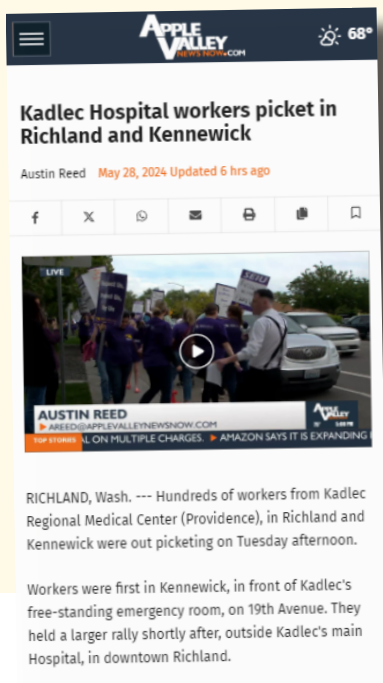 APPLE
VALLEY
NEWS NOW.COM
68°
Kadlec Hospital workers picket in
Richland and Kennewick
Austin Reed May 28, 2024 Updated 6 hrs ago
LIVE
SEIU
AUSTIN REED
AREED@APPLEVALLEYNEWSNOW.COM
APPLE
VALLEY
TOP STORIES AL ON MULTIPLE CHARGES. ▶ AMAZON SAYS IT IS EXPANDING
RICHLAND, Wash. --- Hundreds of workers from Kadlec
Regional Medical Center (Providence), in Richland and
Kennewick were out picketing on Tuesday afternoon.
Workers were first in Kennewick, in front of Kadlec's
free-standing emergency room, on 19th Avenue. They
held a larger rally shortly after, outside Kadlec's main
Hospital, in downtown Richland.